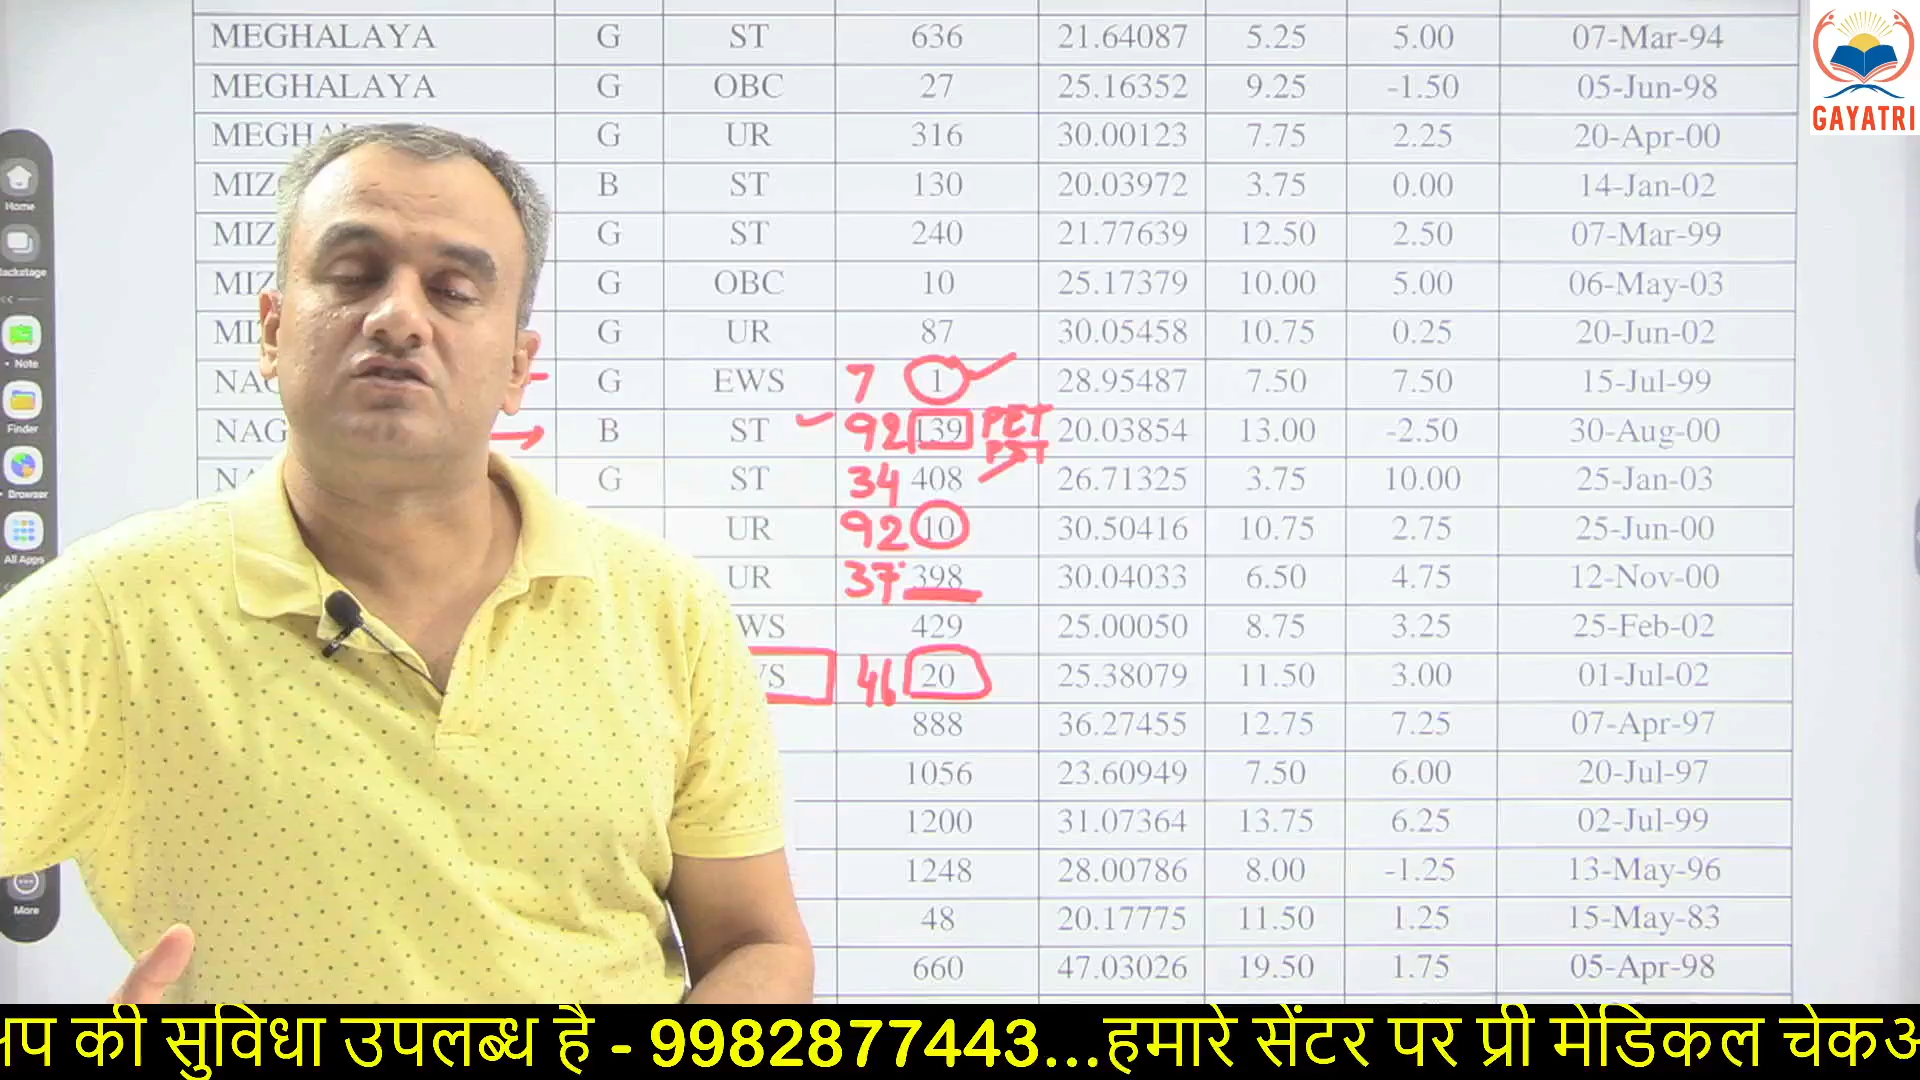 MEGHALAYA G ST 636 21.64087 5.25 5.00 07-Mar-94
MEGHALAYA G OBC 27 25.16352 9.25 -1.50 05-Jun-98
MEGHALAYA G UR 316 30.00123 7.75 2.25 20-Apr-00
MIZ B ST 130 20.03972 3.75 0.00 14-Jan-02
MIZ G ST 240 21.77639 12.50 2.50 07-Mar-99
MIZ G OBC 10 25.17379 10.00 5.00 06-May-03
MIZ G UR 87 30.05458 10.75 0.25 20-Jun-02
NAG G EWS 7 1 28.95487 7.50 7.50 15-Jul-99
NAG B ST 92 139 PET PST 20.03854 13.00 -2.50 30-Aug-00
NA G ST 34 408 26.71325 3.75 10.00 25-Jan-03
UR 92 10 30.50416 10.75 2.75 25-Jun-00
UR 37 398 30.04033 6.50 4.75 12-Nov-00
WS 429 25.00050 8.75 3.25 25-Feb-02
S 46 20 25.38079 11.50 3.00 01-Jul-02
888 36.27455 12.75 7.25 07-Apr-97
1056 23.60949 7.50 6.00 20-Jul-97
1200 31.07364 13.75 6.25 02-Jul-99
1248 28.00786 8.00 -1.25 13-May-96
48 20.17775 11.50 1.25 15-May-83
660 47.03026 19.50 1.75 05-Apr-98
GAYATRI
Home
Backstage
Note
Finder
Browser
All Apps
More
की सुविधा उपलब्ध है - 9982877443...हमारे सेंटर पर प्री मेडिकल